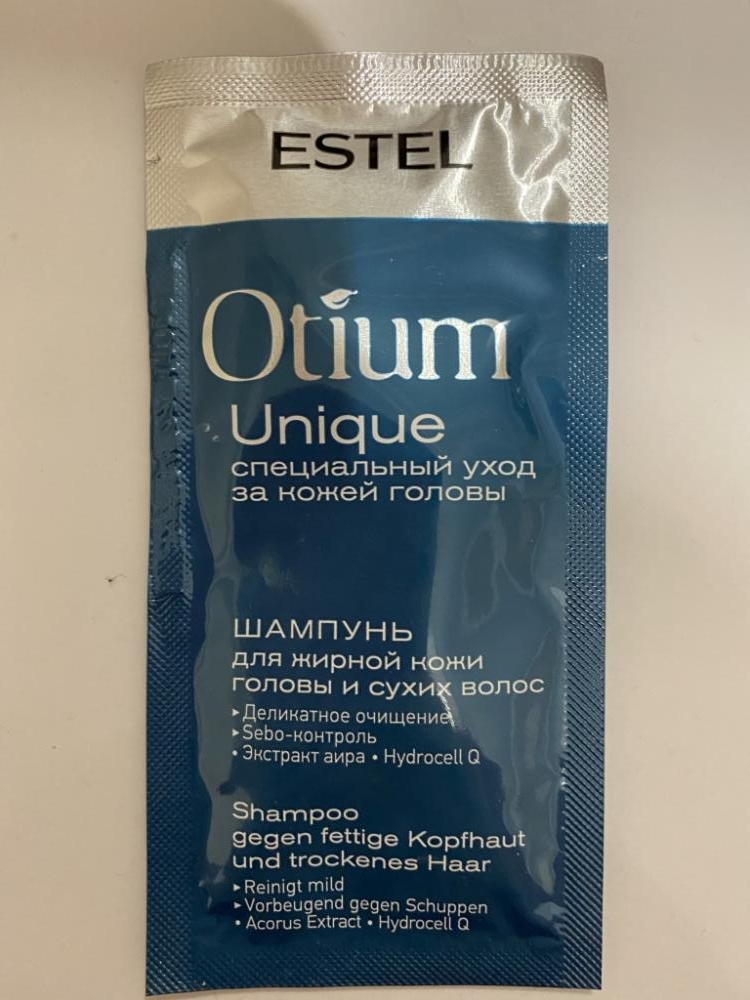 ESTEL
Otium
Unique
специальный уход
за кожей головы
ШАМПУНЬ
для жирной кожи
головы и сухих волос
▸Деликатное очищение
▸Sebo-контроль
• Экстракт аира • Hydrocell Q
Shampoo
gegen fettige Kopfhaut
und trockenes Haar
▸Reinigt mild
▸Vorbeugend gegen Schuppen
• Acorus Extract • Hydrocell Q